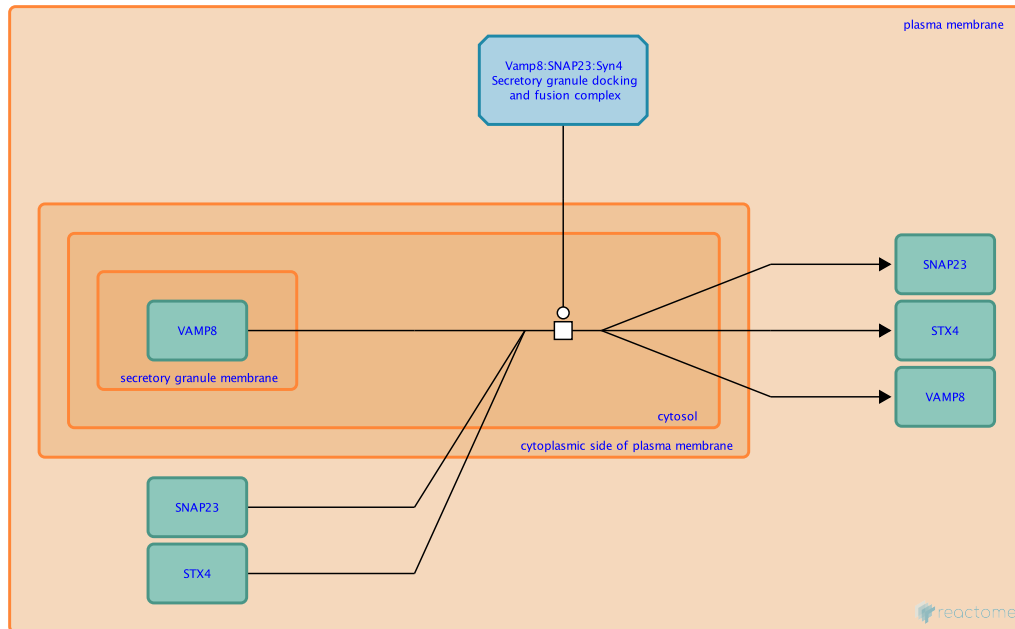 plasma membrane
Vamp8:SNAP23:Syn4
Secretory granule docking
and fusion complex
SNAP23
VAMP8
STX4
secretory granule membrane
VAMP8
cytosol
cytoplasmic side of plasma membrane
SNAP23
STX4
reactome